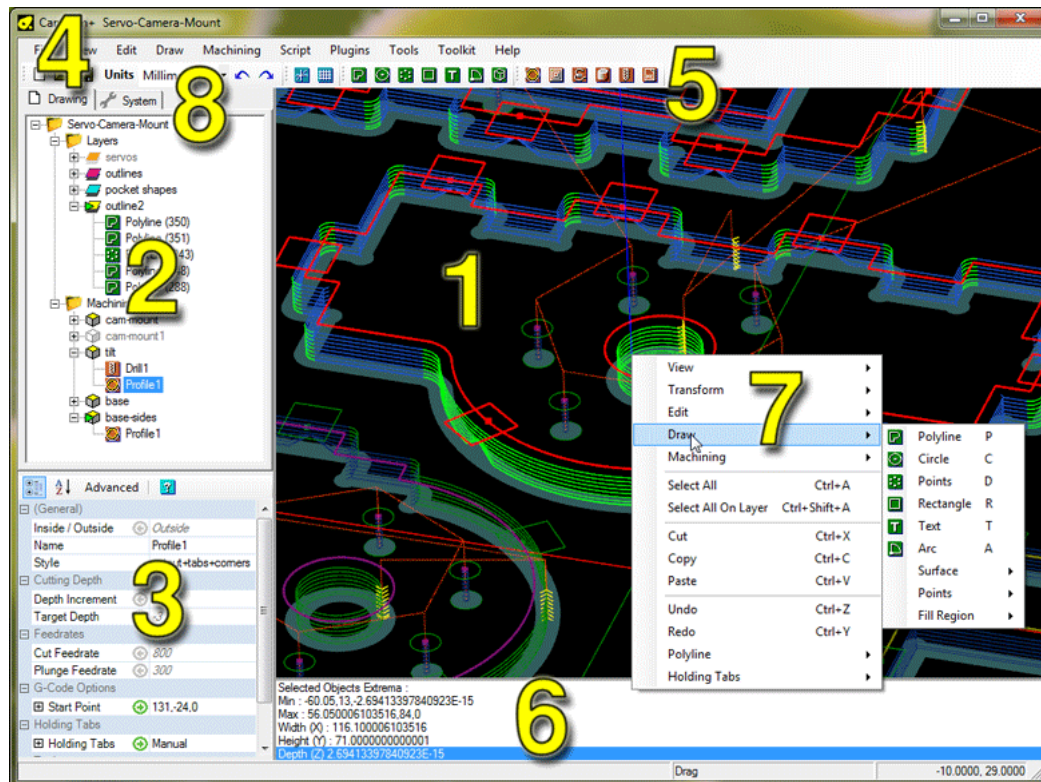 Servo-Camera-Mount
Edit Draw Machining Script Plugins Tools Toolkit Help
Units
Drawing System
Servo-Camera-Mount
Layers
servos
outlines
pocket shapes
outline2
Polyline (350)
Polyline (351)
cam-mount
cam-mount1
tilt
Drill1
Profile1
base
base-sides
Profile1
Advanced
(General)
Inside / Outside Outside
Name Profile1
Style
Cutting Depth
Depth Increment
Target Depth
Feedrates
Cut Feedrate 800
Plunge Feedrate 300
G-Code Options
Start Point 131,-24,0
Holding Tabs
Holding Tabs Manual
1
2
3
4
5
6
7
8
View
Transform
Edit
Draw
Machining
Select All Ctrl+A
Select All On Layer Ctrl+Shift+A
Cut Ctrl+X
Copy Ctrl+C
Paste Ctrl+V
Undo Ctrl+Z
Redo Ctrl+Y
Polyline
Holding Tabs
Polyline P
Circle C
Points D
Rectangle R
Text T
Arc A
Surface
Points
Fill Region
Selected Objects Extrema :
Min : -60.05,13,-2.69413397840923E-15
Max : 56.050006103516,84,0
Width (X) : 116.100006103516
Height (Y) : 71.0000000000001
Depth (Z) 2.69413397840923E-15
Drag -10.0000, 29.0000